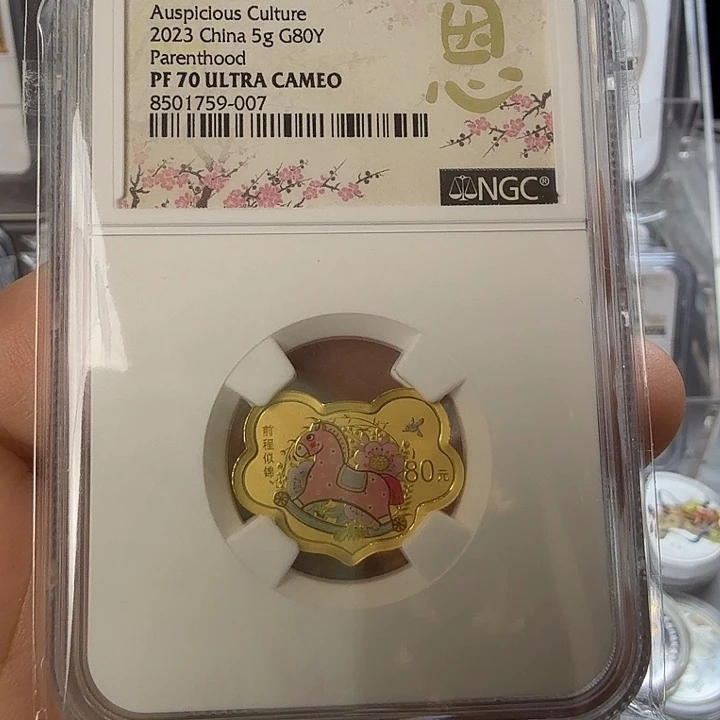 Auspicious Culture
2023 China 5g G80Y
Parenthood
PF 70 ULTRA CAMEO
8501759-007
恩
NGC®
前程似锦
80元